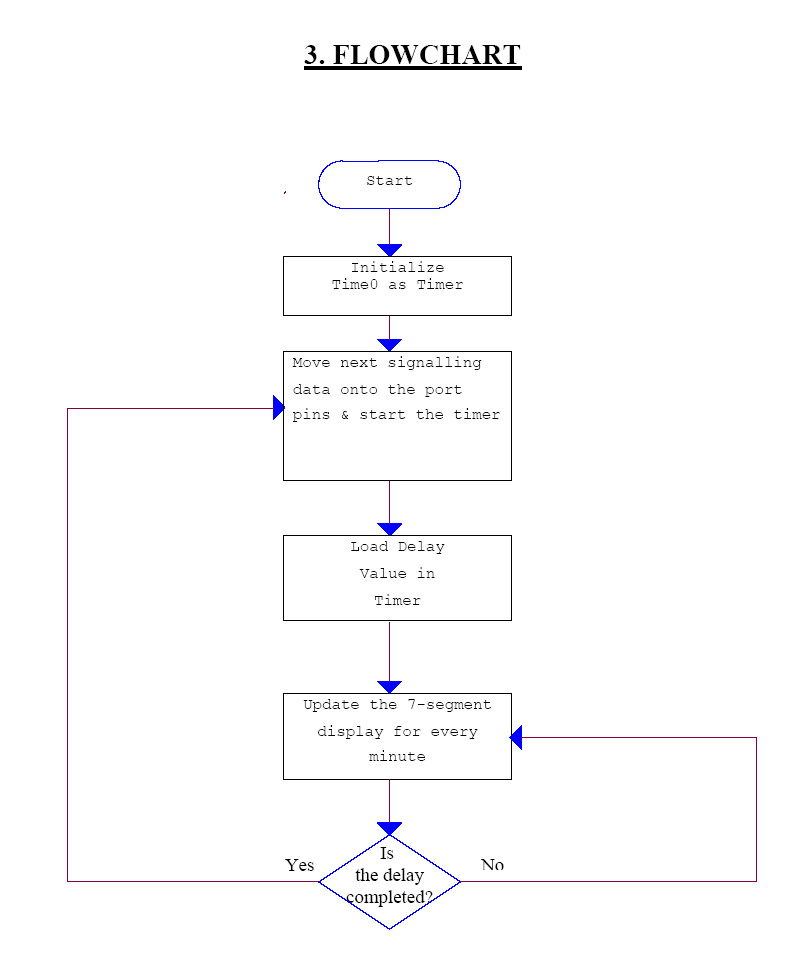 3. FLOWCHART
Start
Initialize
Time0 as Timer
Move next signalling
data onto the port
pins & start the timer
Load Delay
Value in
Timer
Update the 7-segment
display for every
minute
Yes
No
Is
the delay
completed?